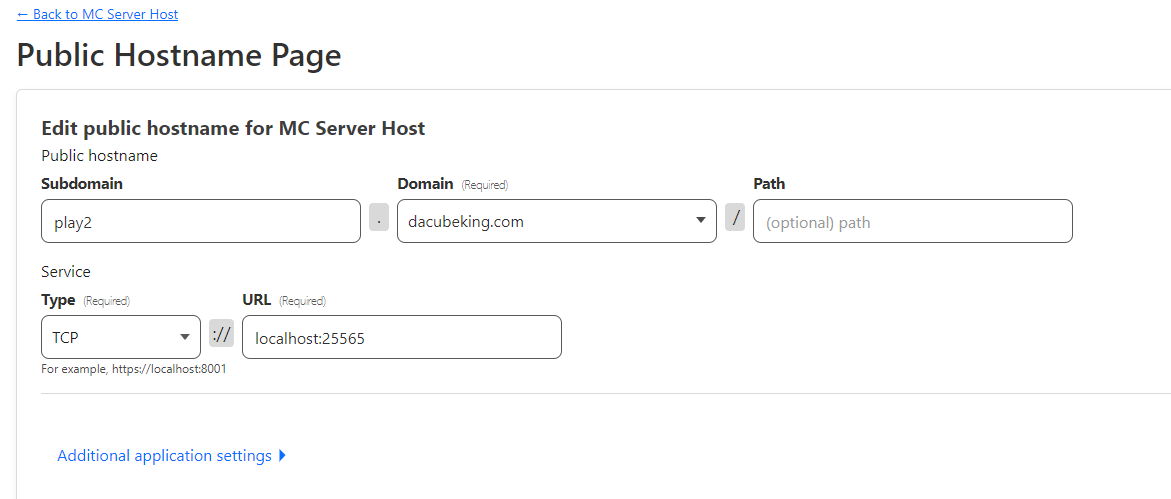 ← Back to MC Server Host
Public Hostname Page
Edit public hostname for MC Server Host
Public hostname
Subdomain Domain (Required) Path
play2 . dacubeking.com / (optional) path
Service
Type (Required) URL (Required)
TCP :// localhost:25565
For example, https://localhost:8001
Additional application settings